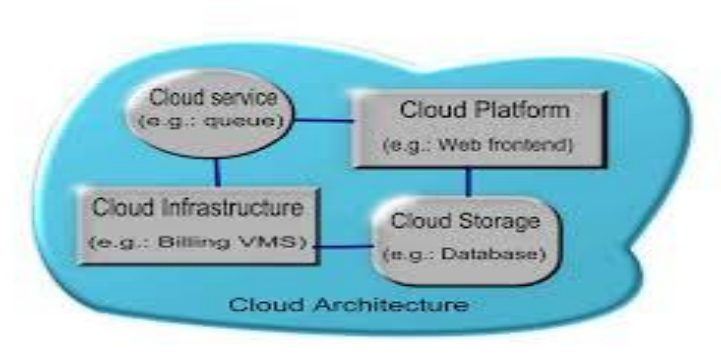 Cloud service
(e.g.: queue)
Cloud Platform
(e.g.: Web frontend)
Cloud Infrastructure
(e.g.: Billing VMS)
Cloud Storage
(e.g.: Database)
Cloud Architecture